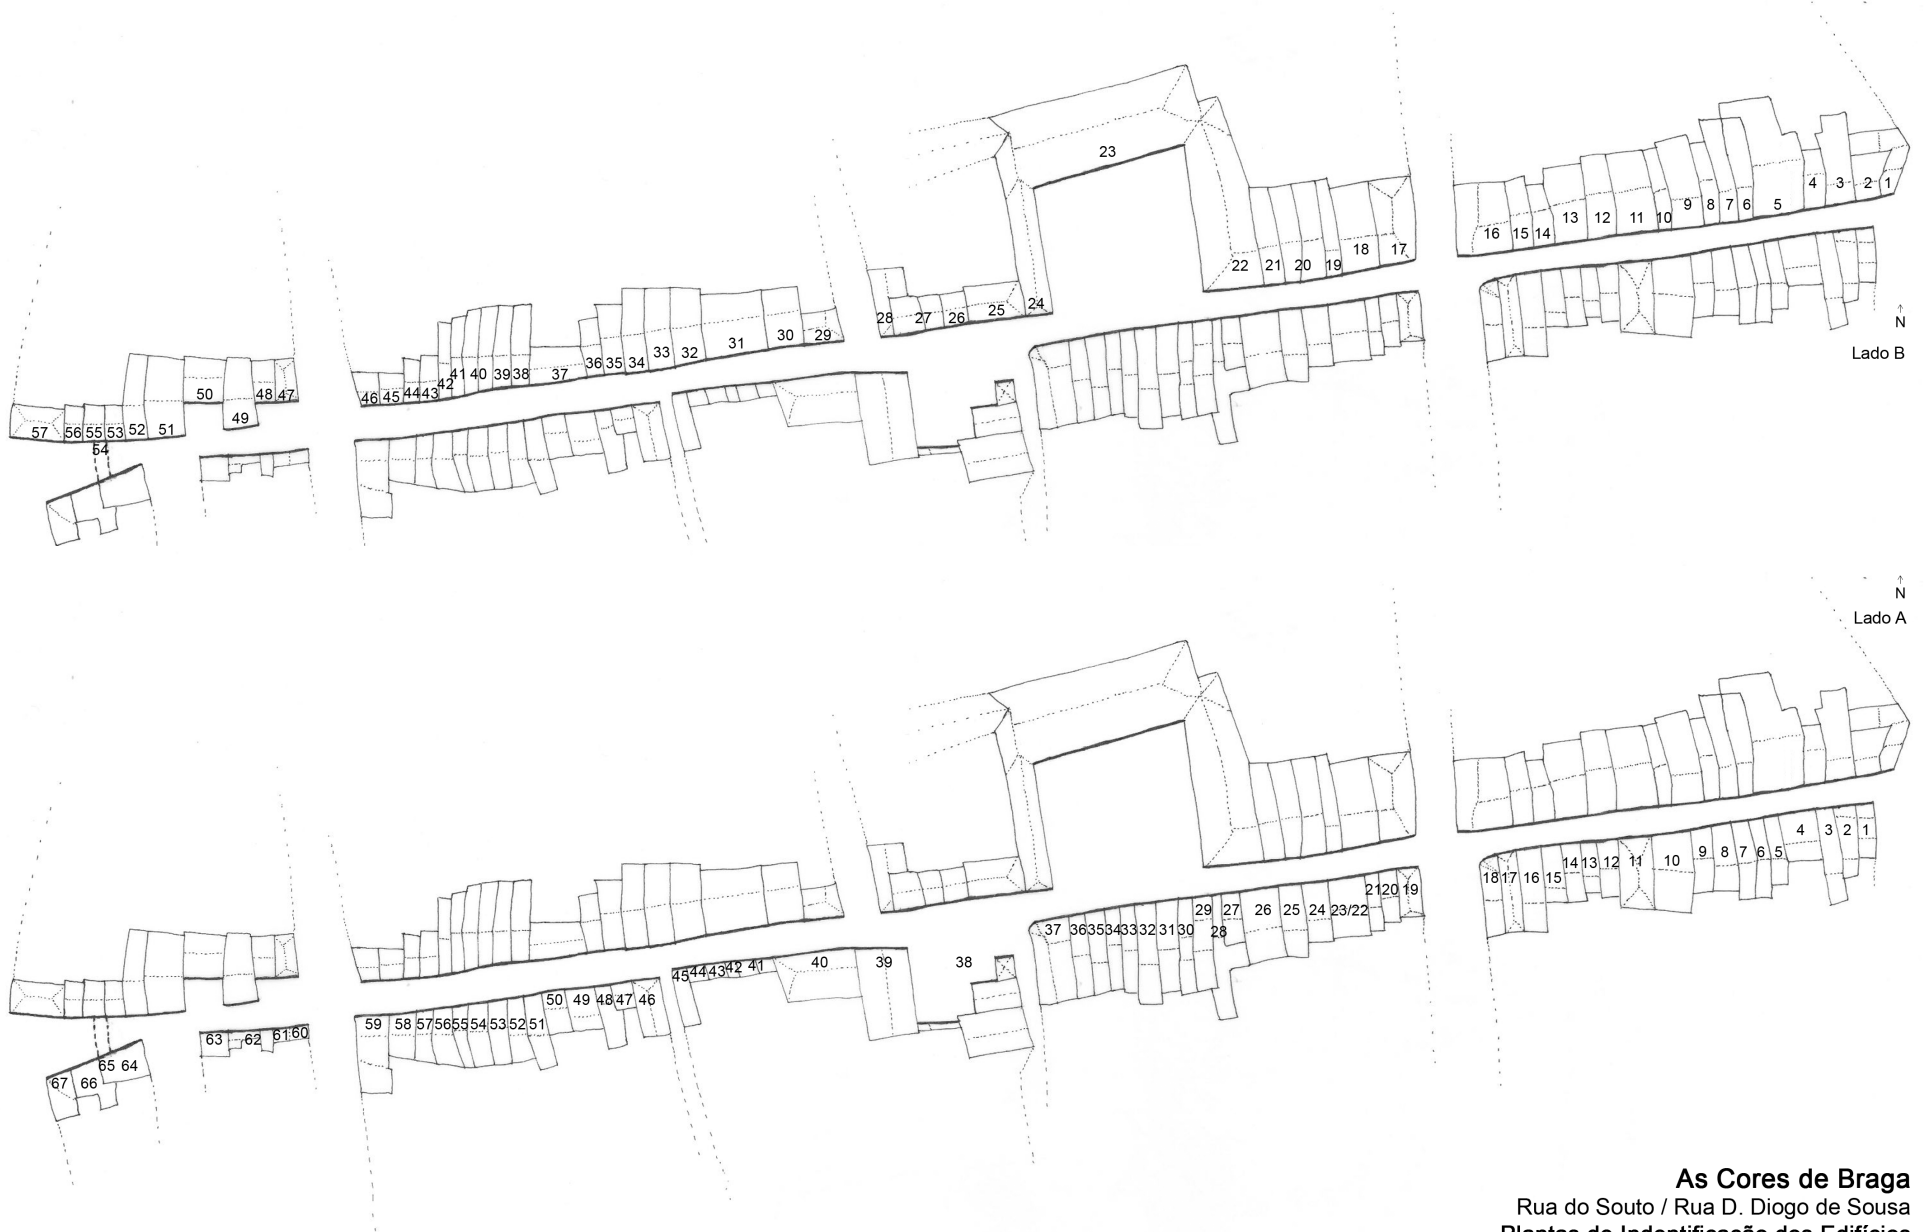 23
4 3 2 1
9 8 7 6 5
16 15 14 13 12 11 10
22 21 20 19 18 17
28 27 26 25 24
N
Lado B
46 45 44 43 42 41 40 39 38 37 36 35 34 33 32 31 30 29
50 49 48 47
57 56 55 53 52 51
54
N
Lado A
18 17 16 15 14 13 12 11 10 9 8 7 6 5 4 3 2 1
37 36 35 34 33 32 31 30 29 28 27 26 25 24 23/22 21 20 19
45 44 43 42 41 40 39 38
59 58 57 56 55 54 53 52 51 50 49 48 47 46
63 62 61 60
67 66 65 64
As Cores de Braga
Rua do Souto / Rua D. Diogo de Sousa
Plantas de Indentificação dos Edifícios